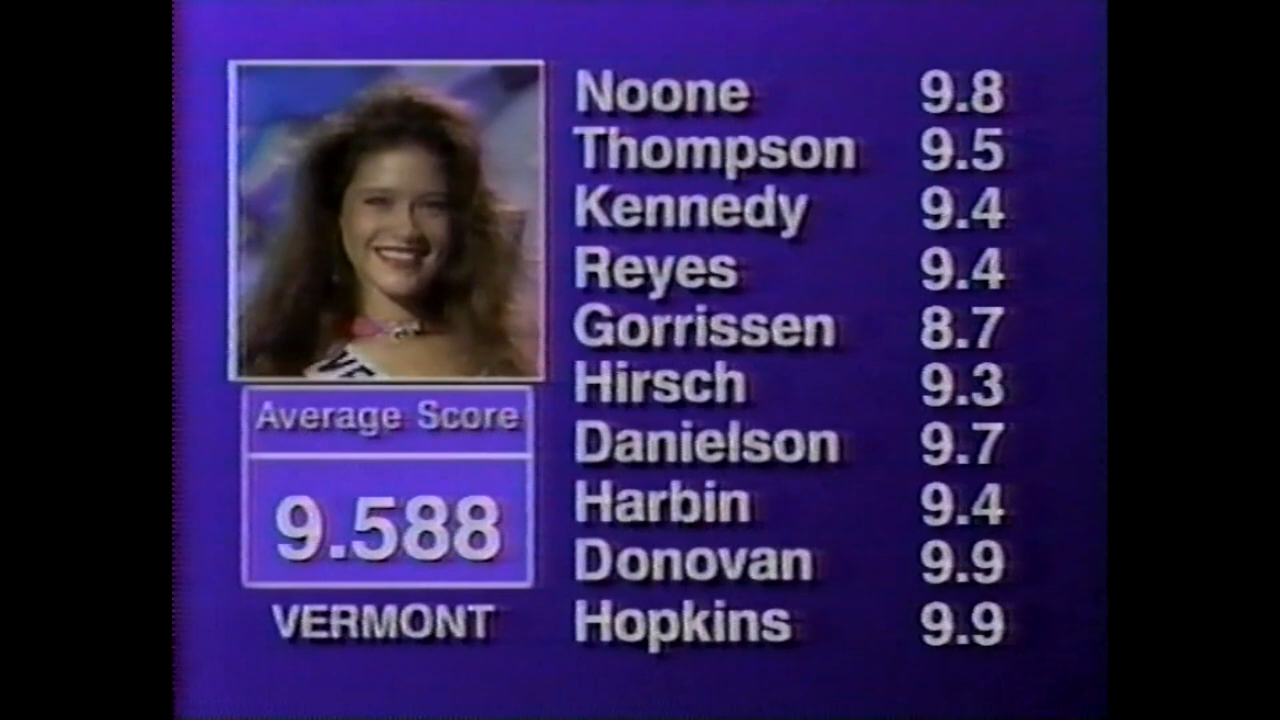 VE
Average Score
9.588
VERMONT
Noone 9.8
Thompson 9.5
Kennedy 9.4
Reyes 9.4
Gorrissen 8.7
Hirsch 9.3
Danielson 9.7
Harbin 9.4
Donovan 9.9
Hopkins 9.9